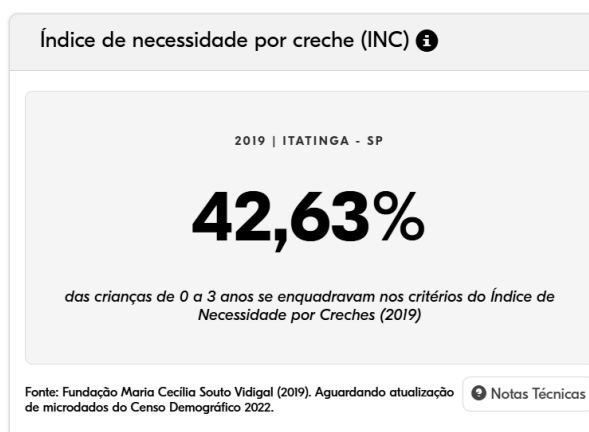 Índice de necessidade por creche (INC)
2019 | ITATINGA - SP
42,63%
das crianças de 0 a 3 anos se enquadravam nos critérios do Índice de
Necessidade por Creches (2019)
Fonte: Fundação Maria Cecília Souto Vidigal (2019). Aguardando atualização
de microdados do Censo Demográfico 2022.
Notas Técnicas